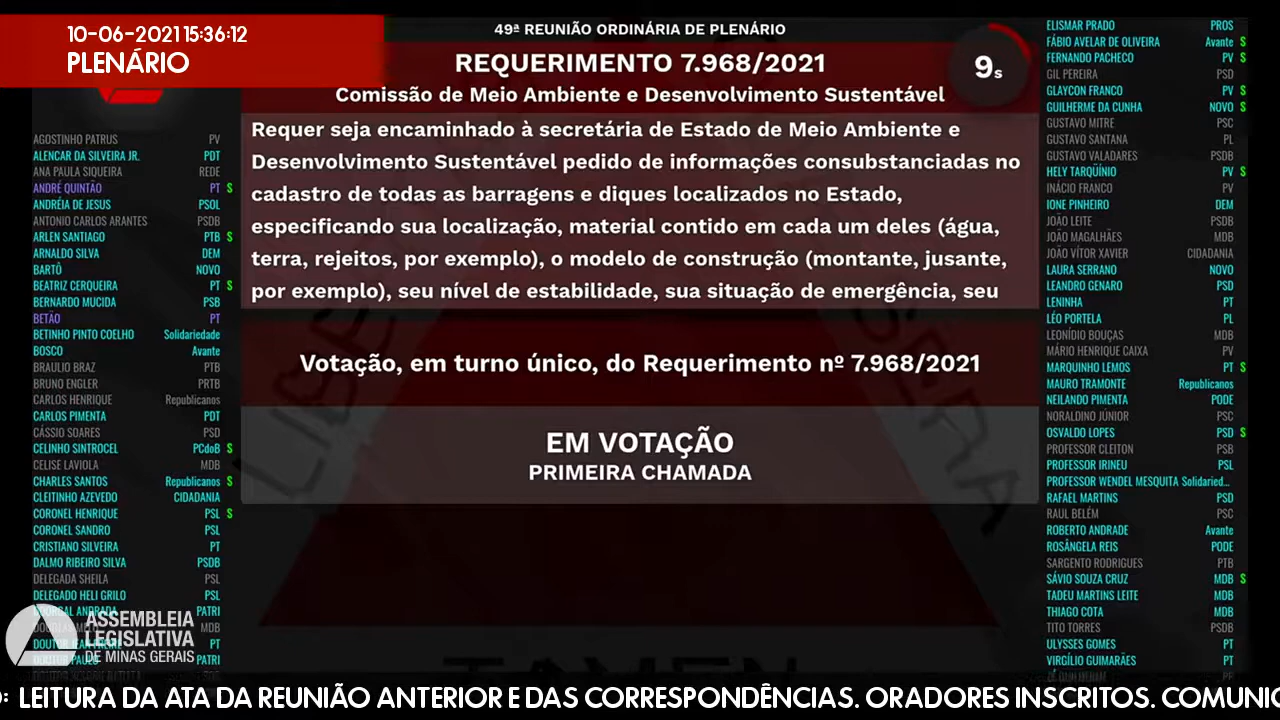 10-06-2021 15:36:12
PLENÁRIO
49ª REUNIÃO ORDINÁRIA DE PLENÁRIO
REQUERIMENTO 7.968/2021
Comissão de Meio Ambiente e Desenvolvimento Sustentável
9s
Requer seja encaminhado à secretária de Estado de Meio Ambiente e
Desenvolvimento Sustentável pedido de informações consubstanciadas no
cadastro de todas as barragens e diques localizados no Estado,
especificando sua localização, material contido em cada um deles (água,
terra, rejeitos, por exemplo), o modelo de construção (montante, jusante,
por exemplo), seu nível de estabilidade, sua situação de emergência, seu
Votação, em turno único, do Requerimento nº 7.968/2021
EM VOTAÇÃO
PRIMEIRA CHAMADA
AGOSTINHO PATRUS PV
ALENCAR DA SILVEIRA JR. PDT
ANA PAULA SIQUEIRA REDE
ANDRÉ QUINTÃO PT S
ANDRÉIA DE JESUS PSOL
ANTONIO CARLOS ARANTES PSDB
ARLEN SANTIAGO PTB S
ARNALDO SILVA DEM
BARTÔ NOVO
BEATRIZ CERQUEIRA PT S
BERNARDO MUCIDA PSB
BETÃO PT
BETINHO PINTO COELHO Solidariedade
BOSCO Avante
BRAULIO BRAZ PTB
BRUNO ENGLER PRTB
CARLOS HENRIQUE Republicanos
CARLOS PIMENTA PDT
CÁSSIO SOARES PSD
CELINHO SINTROCEL PCdoB S
CELISE LAVIOLA MDB
CHARLES SANTOS Republicanos S
CLEITINHO AZEVEDO CIDADANIA
CORONEL HENRIQUE PSL S
CORONEL SANDRO PSL
CRISTIANO SILVEIRA PT
DALMO RIBEIRO SILVA PSDB
DELEGADA SHEILA PSL
DELEGADO HELI GRILO PSL
PATRI
MDB
PT
PATRI
ELISMAR PRADO PROS
FÁBIO AVELAR DE OLIVEIRA Avante S
FERNANDO PACHECO PV S
GIL PEREIRA PSD
GLAYCON FRANCO PV S
GUILHERME DA CUNHA NOVO S
GUSTAVO MITRE PSC
GUSTAVO SANTANA PL
GUSTAVO VALADARES PSDB
HELY TARQÜÍNIO PV S
INÁCIO FRANCO PV
IONE PINHEIRO DEM
JOÃO LEITE PSDB
JOÃO MAGALHÃES MDB
JOÃO VÍTOR XAVIER CIDADANIA
LAURA SERRANO NOVO
LEANDRO GENARO PSD
LENINHA PT
LÉO PORTELA PL
LEONÍDIO BOUÇAS MDB
MÁRIO HENRIQUE CAIXA PV
MARQUINHO LEMOS PT S
MAURO TRAMONTE Republicanos
NEILANDO PIMENTA PODE
NORALDINO JÚNIOR PSC
OSVALDO LOPES PSD S
PROFESSOR CLEITON PSB
PROFESSOR IRINEU PSL
PROFESSOR WENDEL MESQUITA Solidaried...
RAFAEL MARTINS PSD
RAUL BELÉM PSC
ROBERTO ANDRADE Avante
ROSÂNGELA REIS PODE
SARGENTO RODRIGUES PTB
SÁVIO SOUZA CRUZ MDB S
TADEU MARTINS LEITE MDB
THIAGO COTA MDB
TITO TORRES PSDB
ULYSSES GOMES PT
VIRGÍLIO GUIMARÃES PT
ASSEMBLEIA
LEGISLATIVA
DE MINAS GERAIS
: LEITURA DA ATA DA REUNIÃO ANTERIOR E DAS CORRESPONDÊNCIAS. ORADORES INSCRITOS. COMUNIC